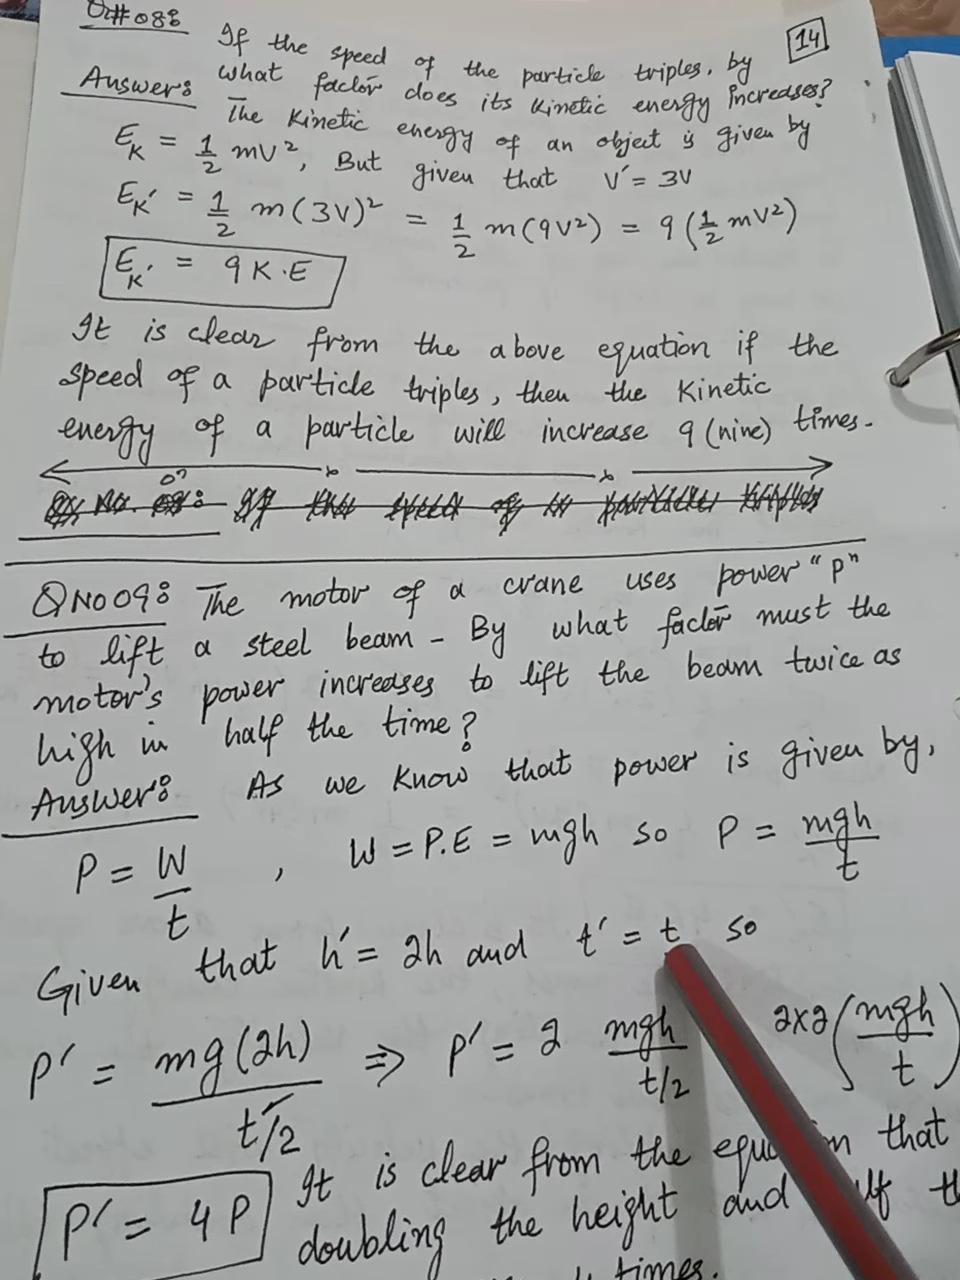 Q#08:
14
If the speed of the particle triples, by
what factor does its kinetic energy increases?
Answer: The kinetic energy of an object is given by
E_K = 1/2 mv², But given that v′ = 3v
E_K′ = 1/2 m(3v)² = 1/2 m(9v²) = 9(1/2 mv²)
E_K′ = 9 K.E
It is clear from the above equation if the
speed of a particle triples, then the kinetic
energy of a particle will increase 9 (nine) times.
Q No 09: The motor of a crane uses power "P"
to lift a steel beam - By what factor must the
motor's power increases to lift the beam twice as
high in half the time?
Answer: As we know that power is given by,
P = W/t , W = P.E = mgh so P = mgh/t
Given that h′ = 2h and t′ = t so
P′ = mg(2h)/t/2 ⇒ P′ = 2 mgh/t/2 2x2(mgh/t)
P′ = 4P It is clear from the that
doubling the height and
times.